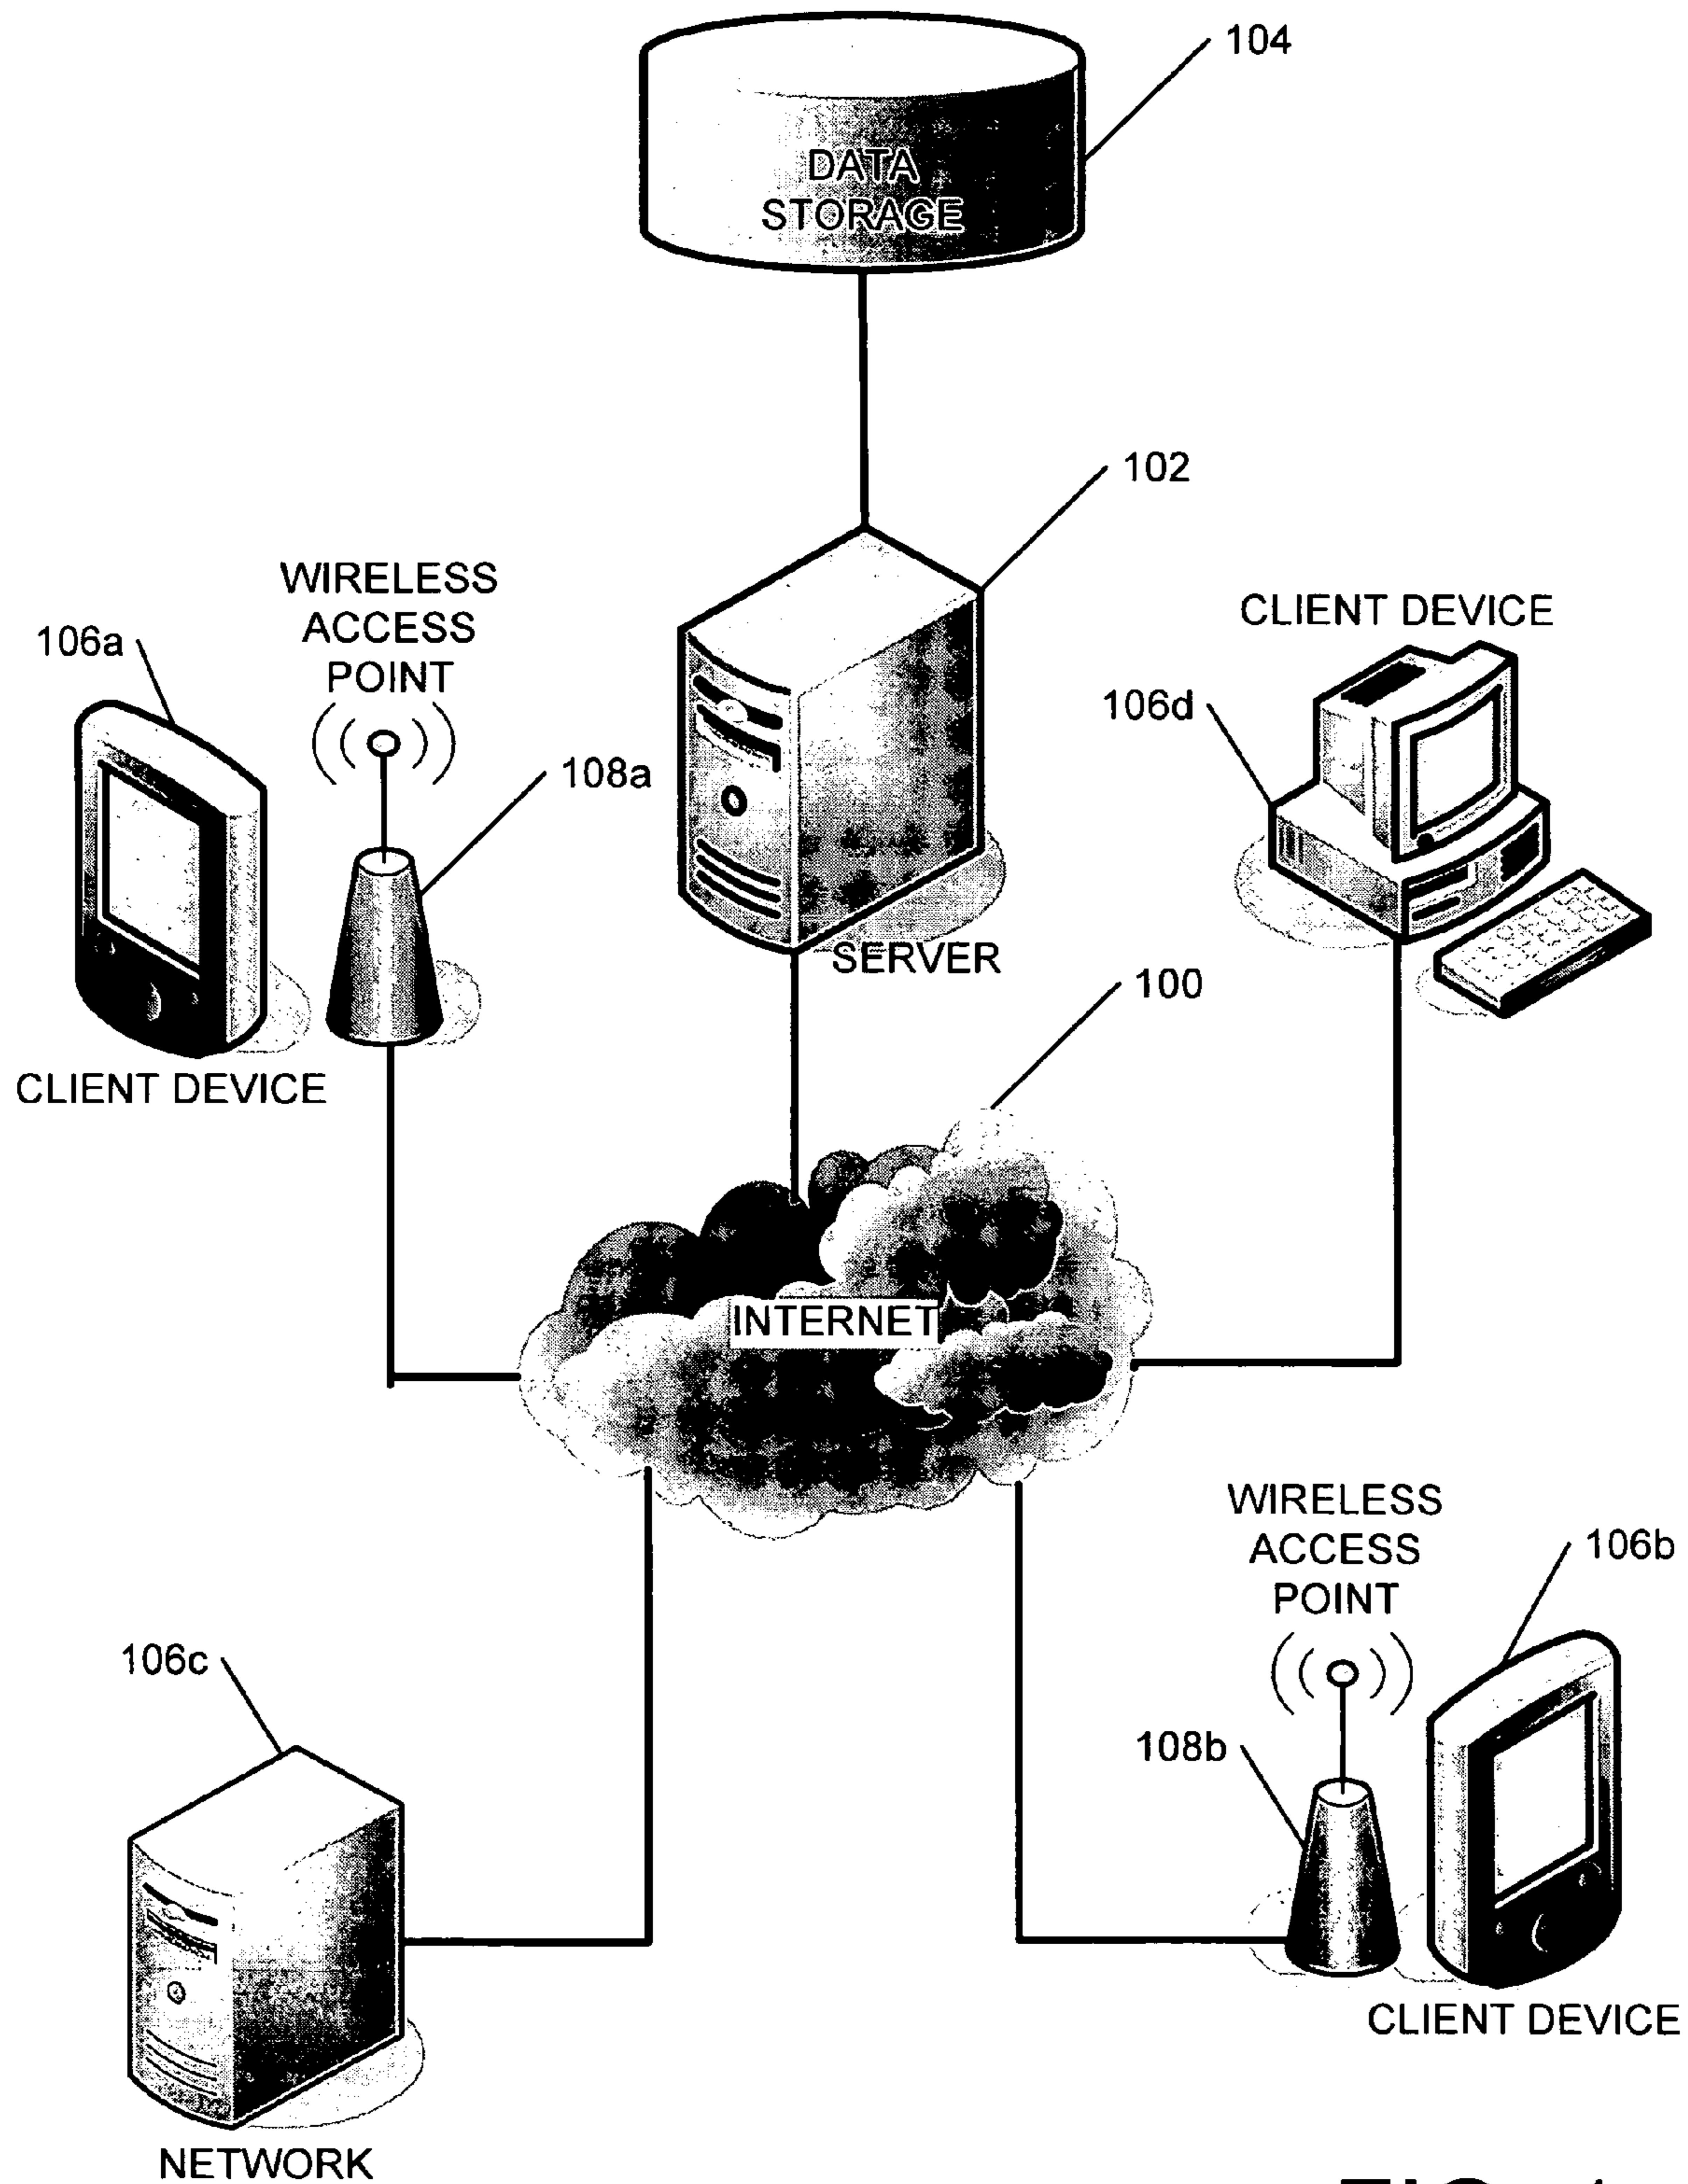 104
DATA
STORAGE
102
WIRELESS
ACCESS
POINT
106a
CLIENT DEVICE
106d
108a
SERVER
100
CLIENT DEVICE
INTERNET
WIRELESS
ACCESS
POINT
106b
106c
108b
CLIENT DEVICE
NETWORK